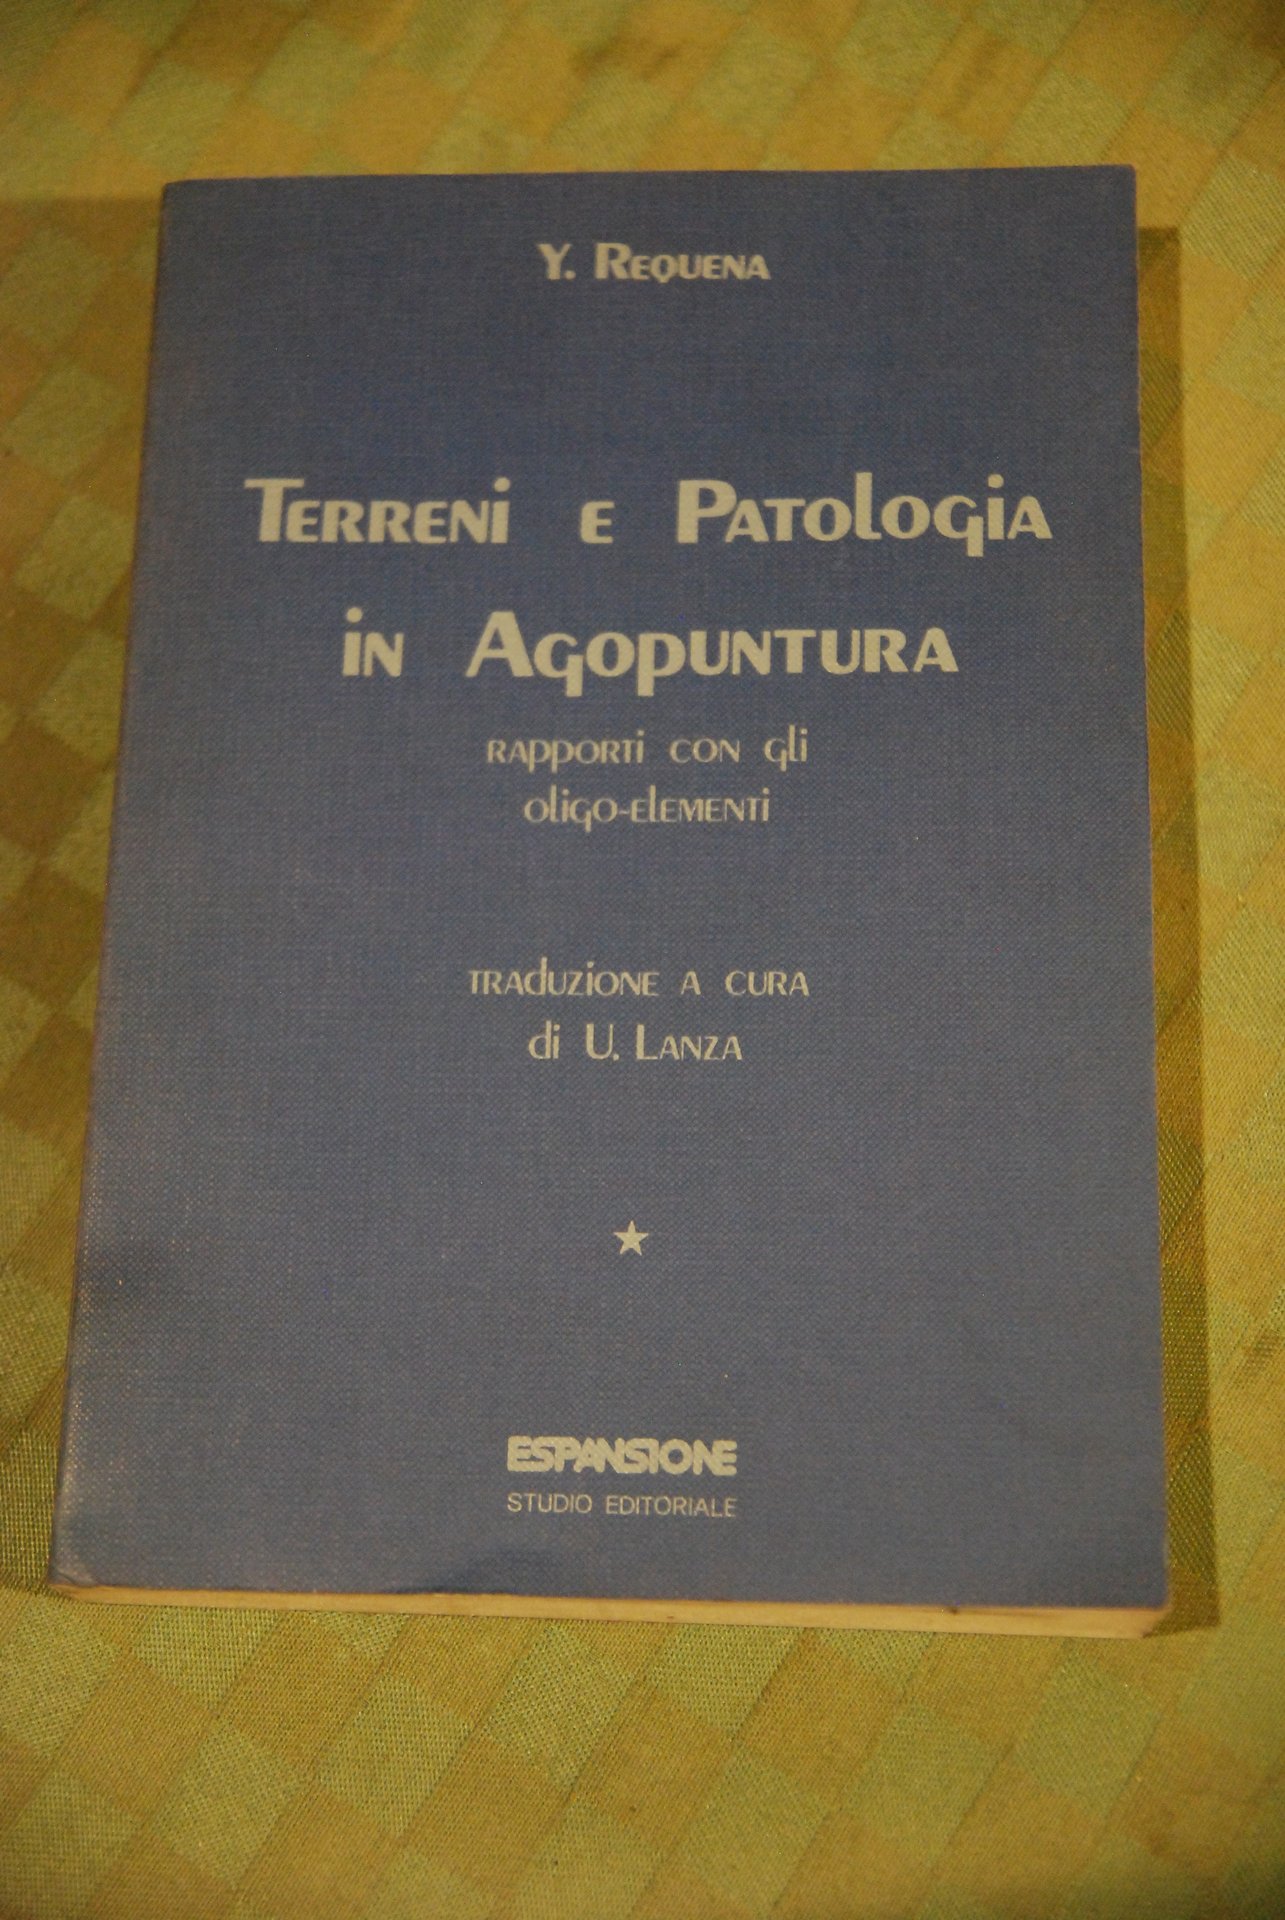 Y. Requena
Terreni e Patologia
in Agopuntura
rapporti con gli
oligo-elementi
traduzione a cura
di U. Lanza
ESPANSIONE
STUDIO EDITORIALE